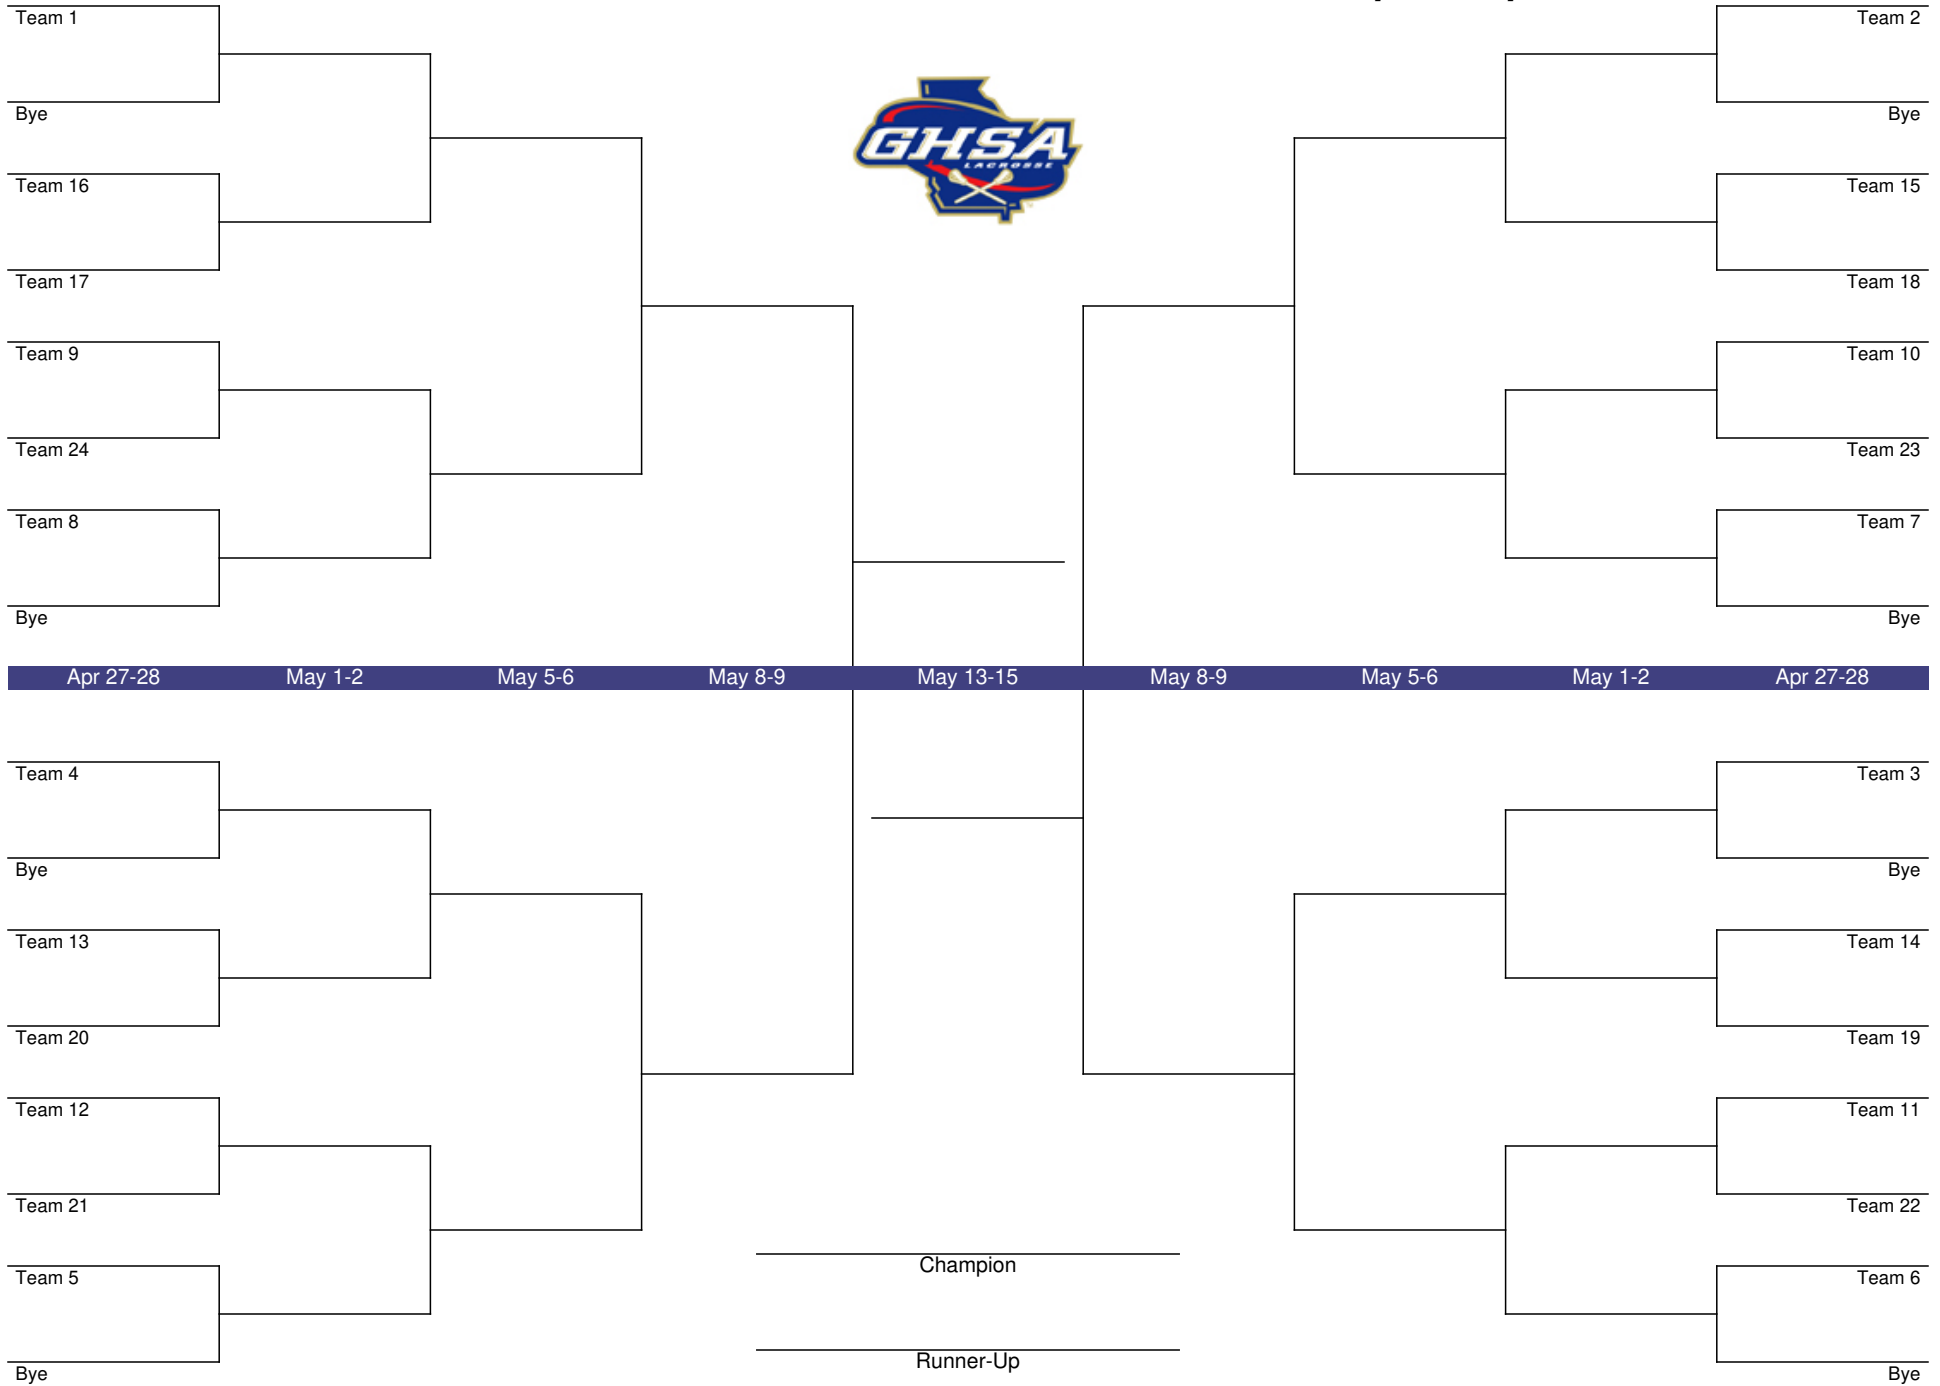 Team 1
Bye
Team 16
Team 17
Team 9
Team 24
Team 8
Bye
GHSA
LACROSSE
Team 2
Bye
Team 15
Team 18
Team 10
Team 23
Team 7
Bye
Apr 27-28 May 1-2 May 5-6 May 8-9 May 13-15 May 8-9 May 5-6 May 1-2 Apr 27-28
Team 4
Bye
Team 13
Team 20
Team 12
Team 21
Team 5
Bye
Champion
Runner-Up
Team 3
Bye
Team 14
Team 19
Team 11
Team 22
Team 6
Bye